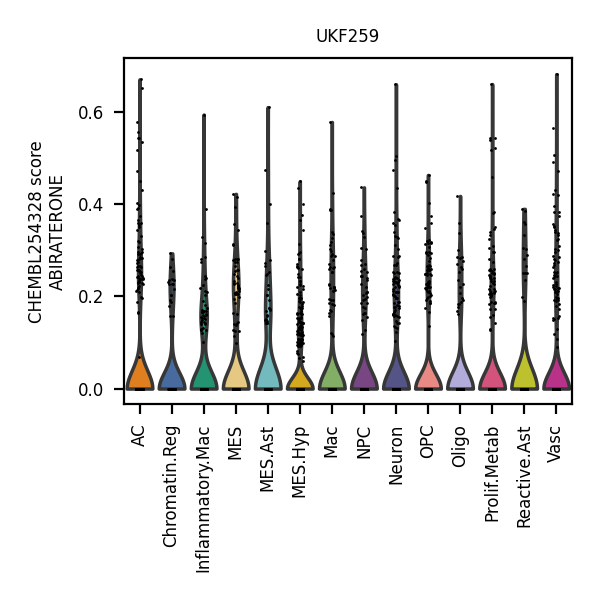 UKF259
CHEMBL254328 score
ABIRATERONE
0.6
0.4
0.2
0.0
AC
Chromatin.Reg
Inflammatory.Mac
MES
MES.Ast
MES.Hyp
Mac
NPC
Neuron
OPC
Oligo
Prolif.Metab
Reactive.Ast
Vasc